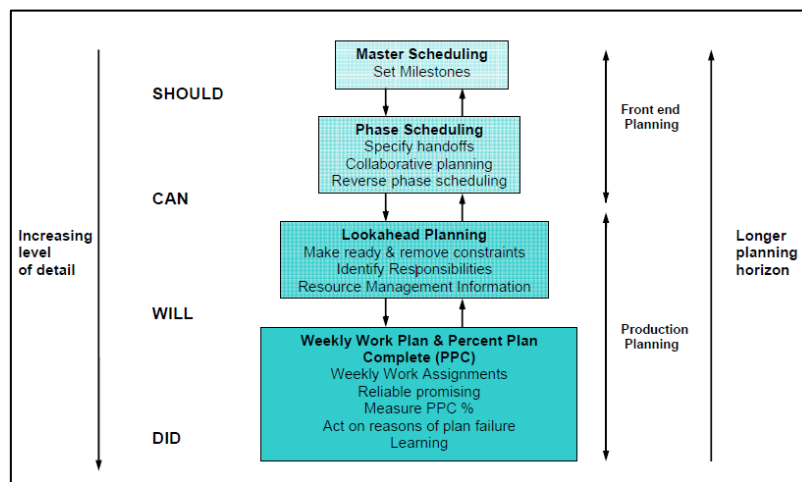 Master Scheduling
Set Milestones
SHOULD
Front end
Planning
Phase Scheduling
Specify handoffs
Collaborative planning
Reverse phase scheduling
CAN
Increasing
level
of detail
Lookahead Planning
Make ready & remove constraints
Identify Responsibilities
Resource Management Information
Longer
planning
horizon
WILL
Production
Planning
Weekly Work Plan & Percent Plan
Complete (PPC)
Weekly Work Assignments
Reliable promising
Measure PPC %
Act on reasons of plan failure
Learning
DID